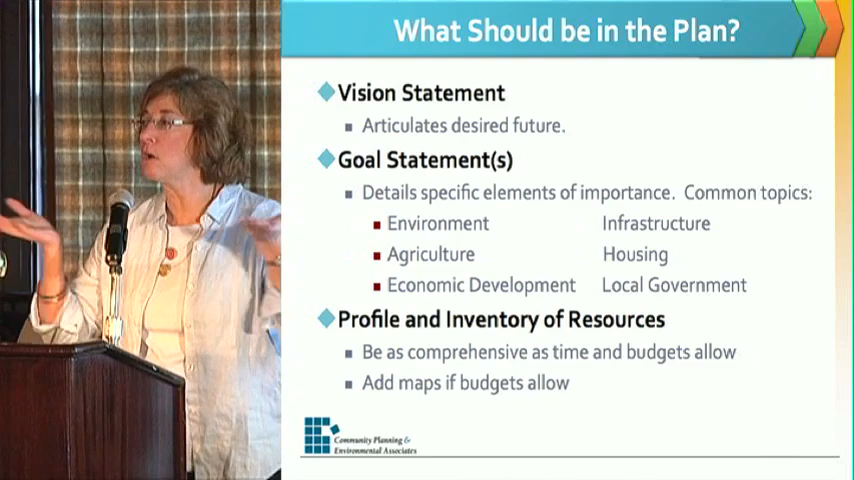 What Should be in the Plan?
Vision Statement
Articulates desired future.
Goal Statement(s)
Details specific elements of importance. Common topics:
Environment Infrastructure
Agriculture Housing
Economic Development Local Government
Profile and Inventory of Resources
Be as comprehensive as time and budgets allow
Add maps if budgets allow
Community Planning &
Environmental Associates